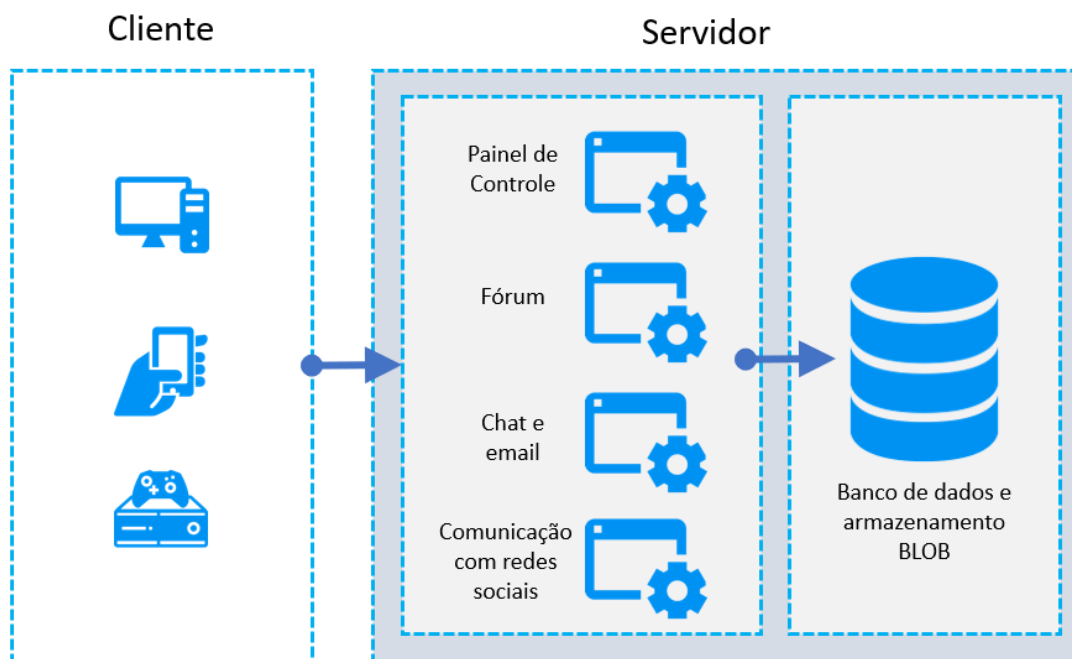 Cliente
Servidor
Painel de
Controle
Fórum
Chat e
email
Comunicação
com redes
sociais
Banco de dados e
armazenamento
BLOB